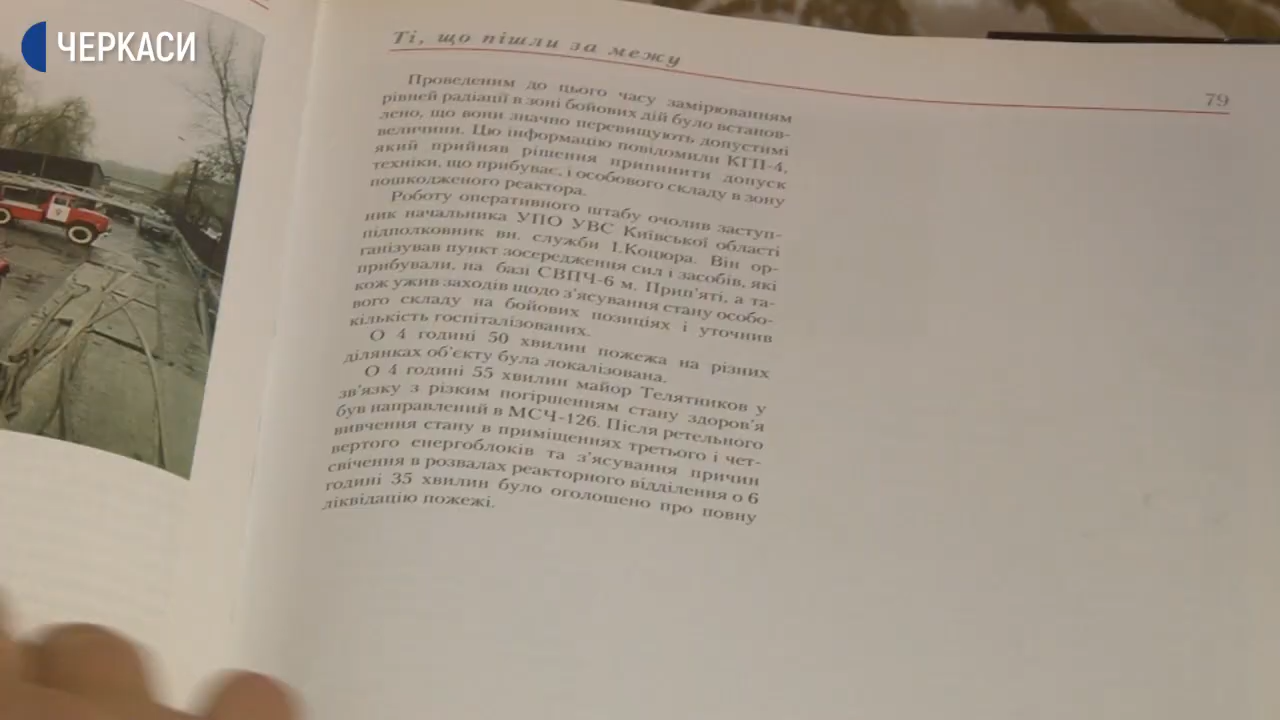 ЧЕРКАСИ
Ті, що пішли за межу
79
Проведеним до цього часу замірюванням
рівней радіації в зоні бойових дій було встанов-
лено, що вони значно перевищують допустимі
величини. Цю інформацію повідомили КГП-4,
який прийняв рішення припинити допуск
техніки, що прибуває, і особового складу в зону
пошкодженого реактора.
Роботу оперативного штабу очолив заступ-
ник начальника УПО УВС Київської області
підполковник вн. служби І.Коцюра. Він ор-
ганізував пункт зосередження сил і засобів, які
прибували, на базі СВПЧ-6 м. Прип'яті, а та-
кож ужив заходів щодо з'ясування стану особо-
вого складу на бойових позиціях і уточнив
кількість госпіталізованих.
О 4 годині 50 хвилин пожежа на різних
ділянках об'єкту була локалізована.
О 4 годині 55 хвилин майор Телятников у
зв'язку з різким погіршенням стану здоров'я
був направлений в МСЧ-126. Після ретельного
вивчення стану в приміщеннях третього і чет-
вертого енергоблоків та з'ясування причин
свічення в розвалах реакторного відділення о 6
годині 35 хвилин було оголошено про повну
ліквідацію пожежі.